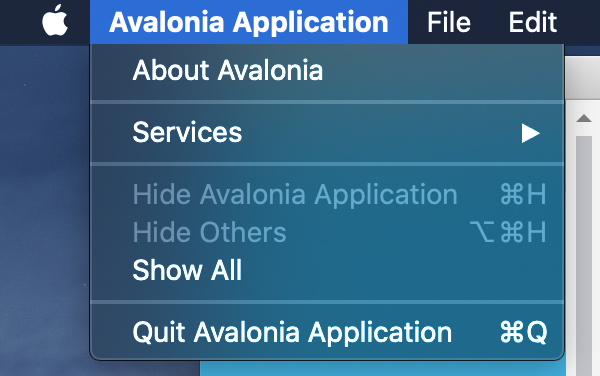 Avalonia Application File Edit
About Avalonia
Services
Hide Avalonia Application ⌘H
Hide Others ⌥⌘H
Show All
Quit Avalonia Application ⌘Q